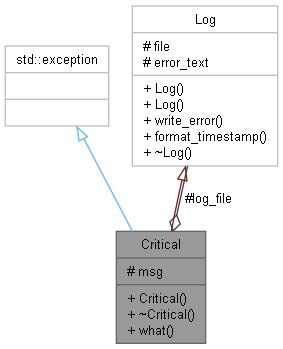 Log
# file
# error_text
+ Log()
+ Log()
+ write_error()
+ format_timestamp()
+ ~Log()
std::exception
#log_file
Critical
# msg
+ Critical()
+ ~Critical()
+ what()